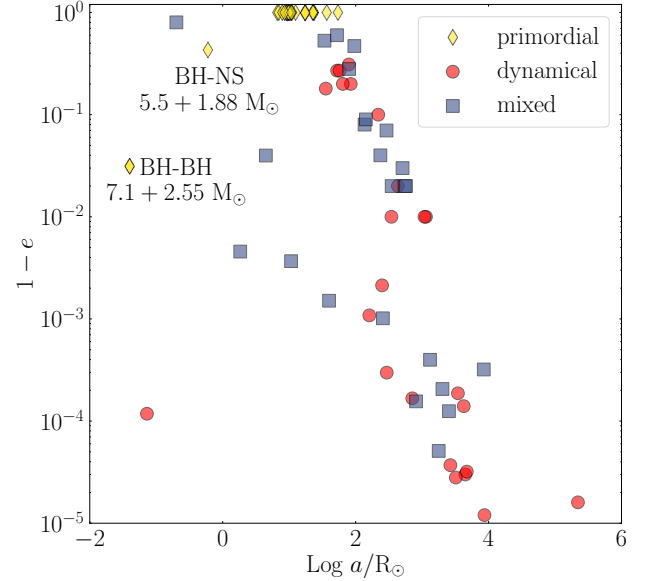 10⁰
10⁻¹
10⁻²
10⁻³
10⁻⁴
10⁻⁵
1 − e
primordial
dynamical
mixed
BH-NS
5.5 + 1.88 M☉
BH-BH
7.1 + 2.55 M☉
−2 0 2 4 6
Log a/R☉